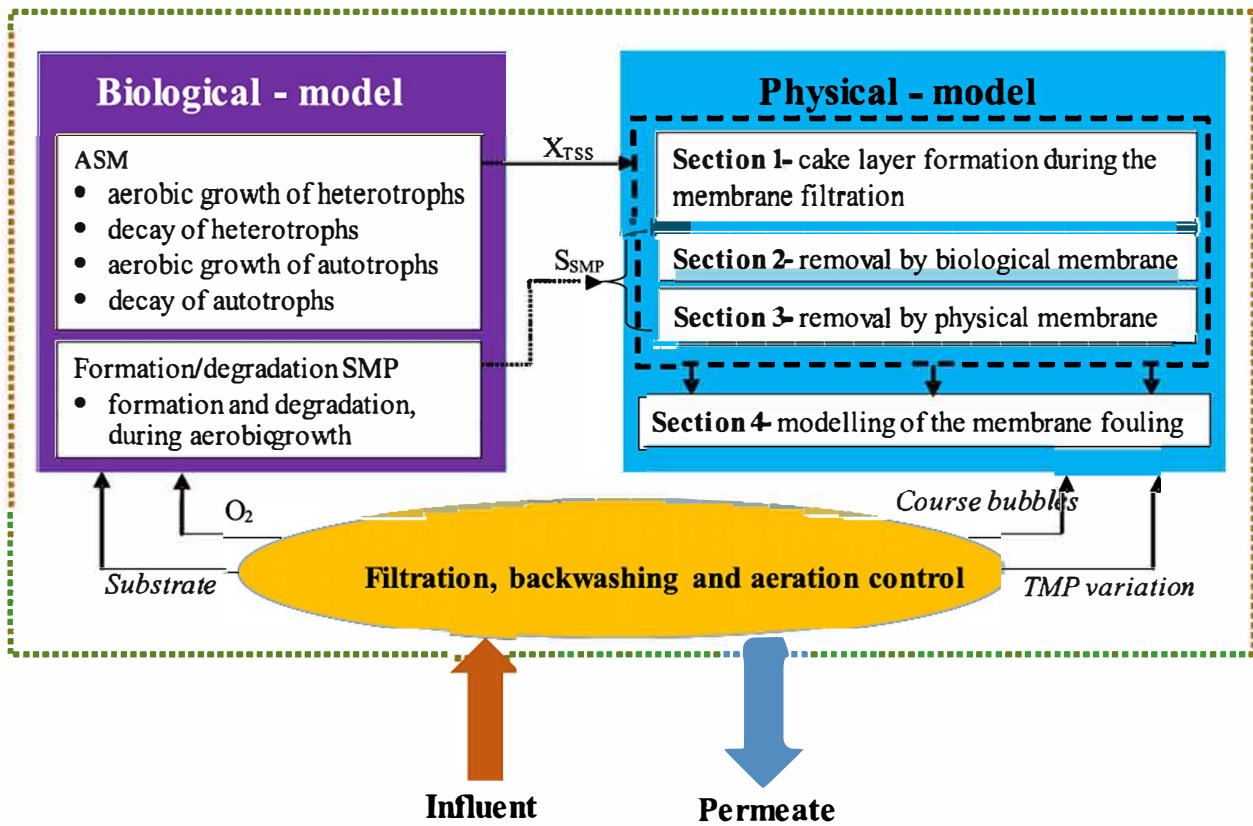 Biological - model
ASM
• aerobic growth of heterotrophs
• decay of heterotrophs
• aerobic growth of autotrophs
• decay of autotrophs
Formation/degradation SMP
• formation and degradation,
during aerobicgrowth
X_TSS
S_SMP
Physical - model
Section 1- cake layer formation during the
membrane filtration
Section 2- removal by biological membrane
Section 3- removal by physical membrane
Section 4- modelling of the membrane fouling
O₂
Substrate
Course bubbles
TMP variation
Filtration, backwashing and aeration control
Influent
Permeate